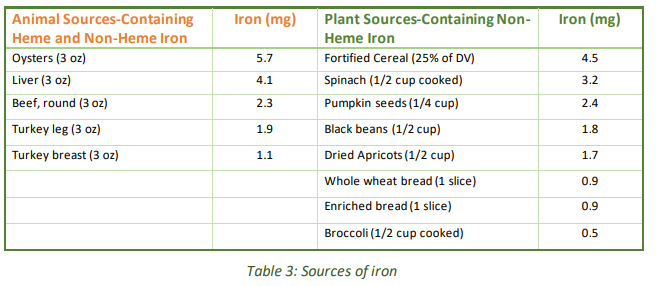 Animal Sources-Containing Heme and Non-Heme Iron Iron (mg) Plant Sources-Containing Non-Heme Iron Iron (mg)
Oysters (3 oz) 5.7 Fortified Cereal (25% of DV) 4.5
Liver (3 oz) 4.1 Spinach (1/2 cup cooked) 3.2
Beef, round (3 oz) 2.3 Pumpkin seeds (1/4 cup) 2.4
Turkey leg (3 oz) 1.9 Black beans (1/2 cup) 1.8
Turkey breast (3 oz) 1.1 Dried Apricots (1/2 cup) 1.7
Whole wheat bread (1 slice) 0.9
Enriched bread (1 slice) 0.9
Broccoli (1/2 cup cooked) 0.5
Table 3: Sources of iron